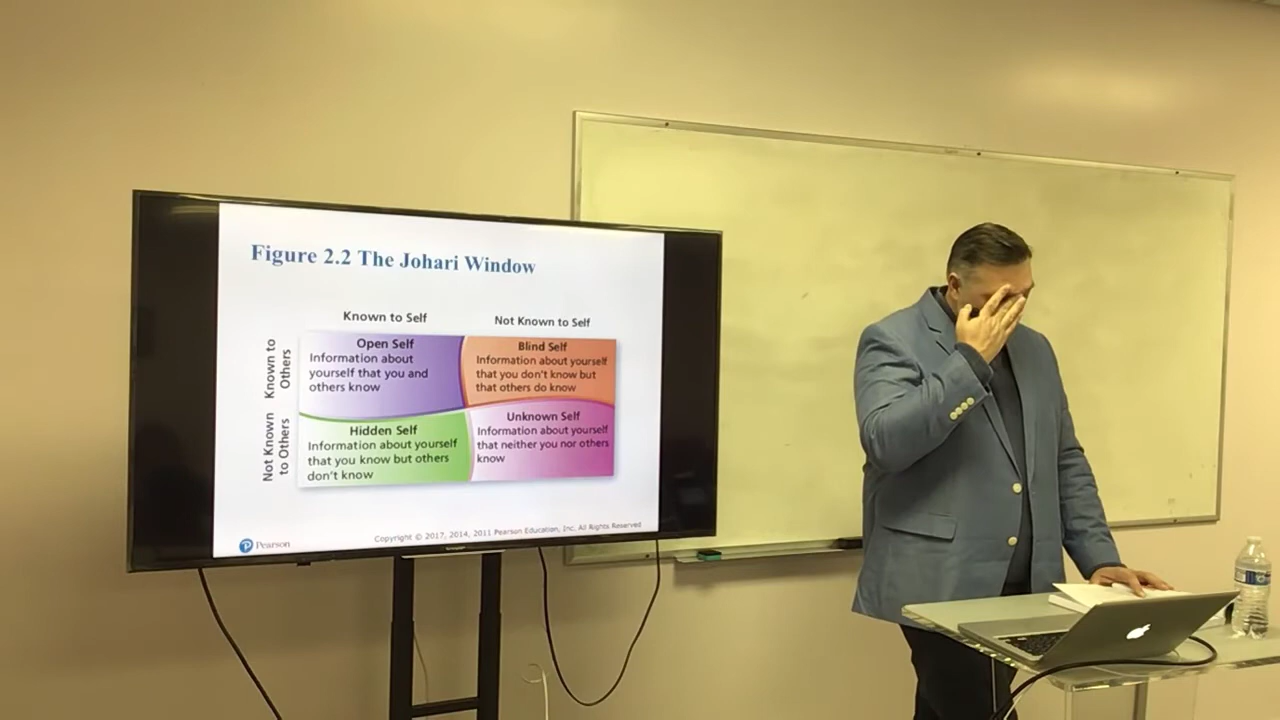 Figure 2.2 The Johari Window
Known to Self
Not Known to Self
Known to
Others
Open Self
Information about
yourself that you and
others know
Blind Self
Information about yourself
that you don't know but
that others do know
Not Known
to Others
Hidden Self
Information about yourself
that you know but others
don't know
Unknown Self
Information about yourself
that neither you nor others
know
Pearson
Copyright © 2017, 2014, 2011 Pearson Education, Inc. All Rights Reserved